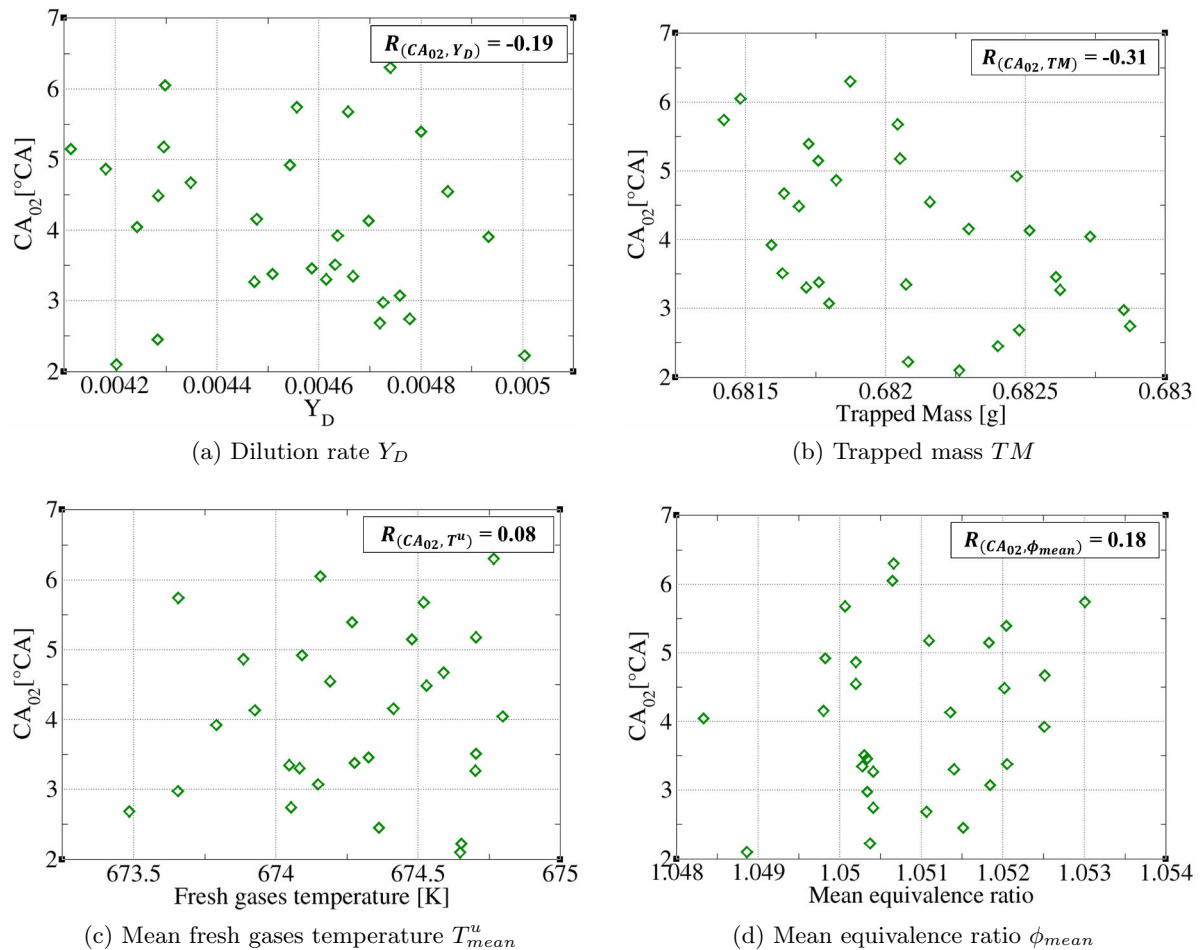 R(CA02, YD) = -0.19
7
6
5
4
3
2
CA02[°CA]
0.0042 0.0044 0.0046 0.0048 0.005
YD
(a) Dilution rate YD
R(CA02, TM) = -0.31
7
6
5
4
3
2
CA02[°CA]
0.6815 0.682 0.6825 0.683
Trapped Mass [g]
(b) Trapped mass TM
R(CA02, Tu) = 0.08
7
6
5
4
3
2
CA02[°CA]
673.5 674 674.5 675
Fresh gases temperature [K]
(c) Mean fresh gases temperature Tumean
R(CA02,ϕmean) = 0.18
7
6
5
4
3
2
CA02[°CA]
1.048 1.049 1.050 1.051 1.052 1.053 1.054
Mean equivalence ratio
(d) Mean equivalence ratio ϕmean